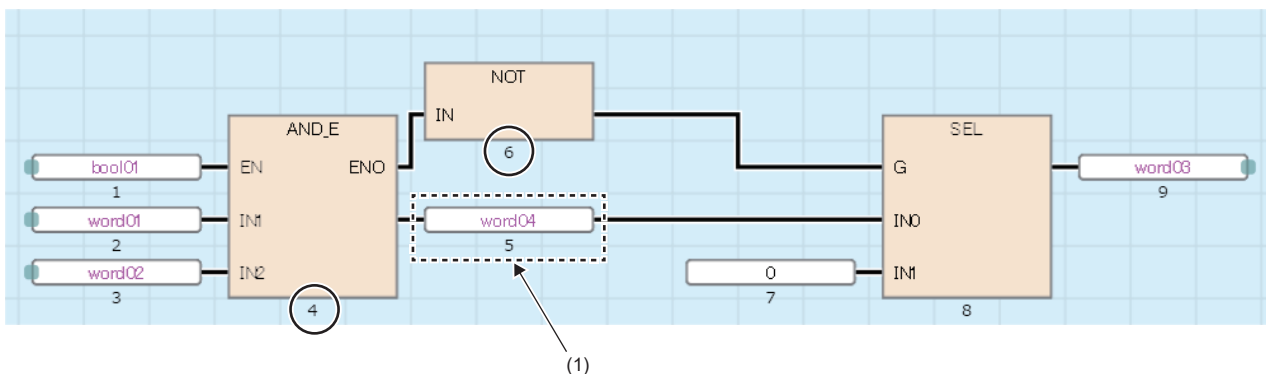 NOT
IN
6
AND_E
EN
ENO
IN1
IN2
4
bool01
1
word01
2
word02
3
word04
5
0
7
SEL
G
IN0
IN1
8
word03
9
(1)